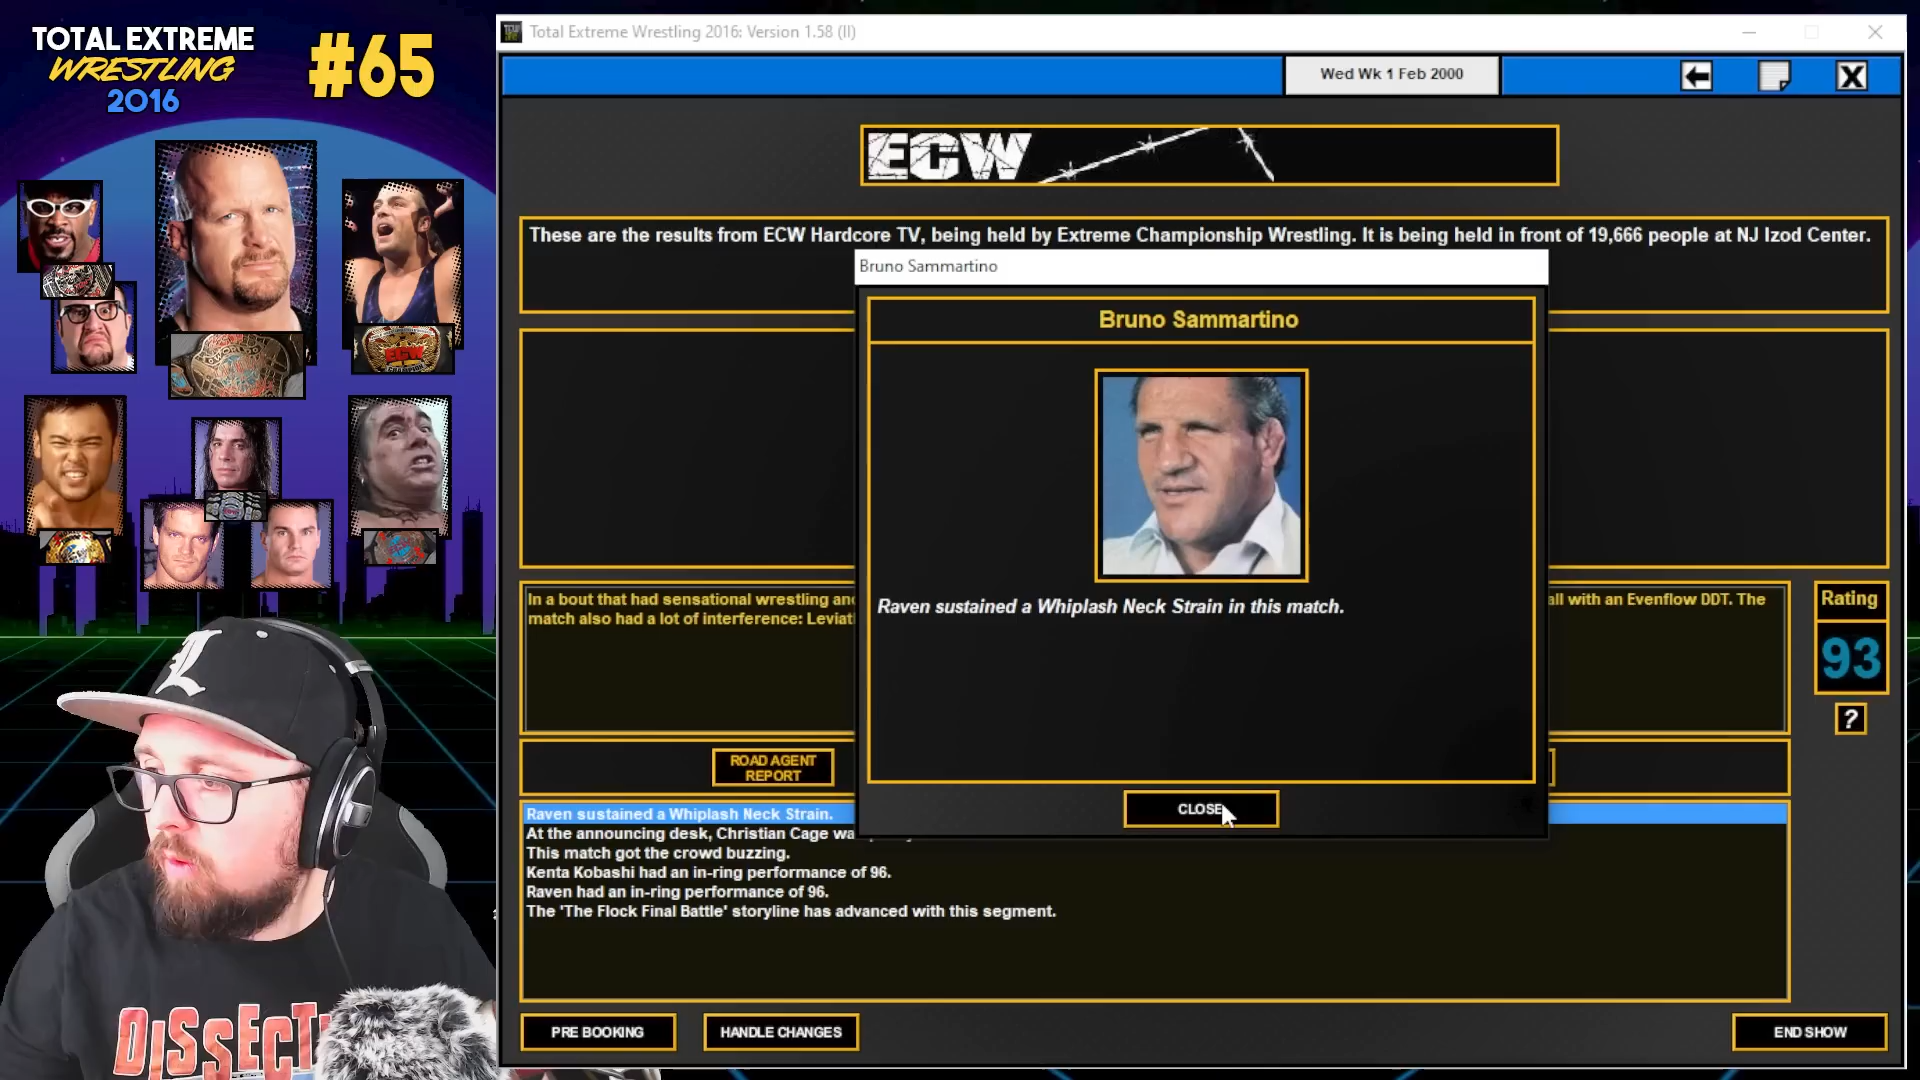 TOTAL EXTREME
WRESTLING
2016
#65
Total Extreme Wrestling 2016: Version 1.58 (II)
Wed Wk 1 Feb 2000
X
ECW
These are the results from ECW Hardcore TV, being held by Extreme Championship Wrestling. It is being held in front of 19,666 people at NJ Izod Center.
Bruno Sammartino
Bruno Sammartino
Raven sustained a Whiplash Neck Strain in this match.
CLOSE
In a bout that had sensational wrestling and
all with an Evenflow DDT. The
match also had a lot of interference:
Rating
93
?
ROAD AGENT
REPORT
Raven sustained a Whiplash Neck Strain.
At the announcing desk, Christian Cage
This match got the crowd buzzing.
Kenta Kobashi had an in-ring performance of 96.
Raven had an in-ring performance of 96.
The 'The Flock Final Battle' storyline has advanced with this segment.
PRE BOOKING
HANDLE CHANGES
END SHOW
L